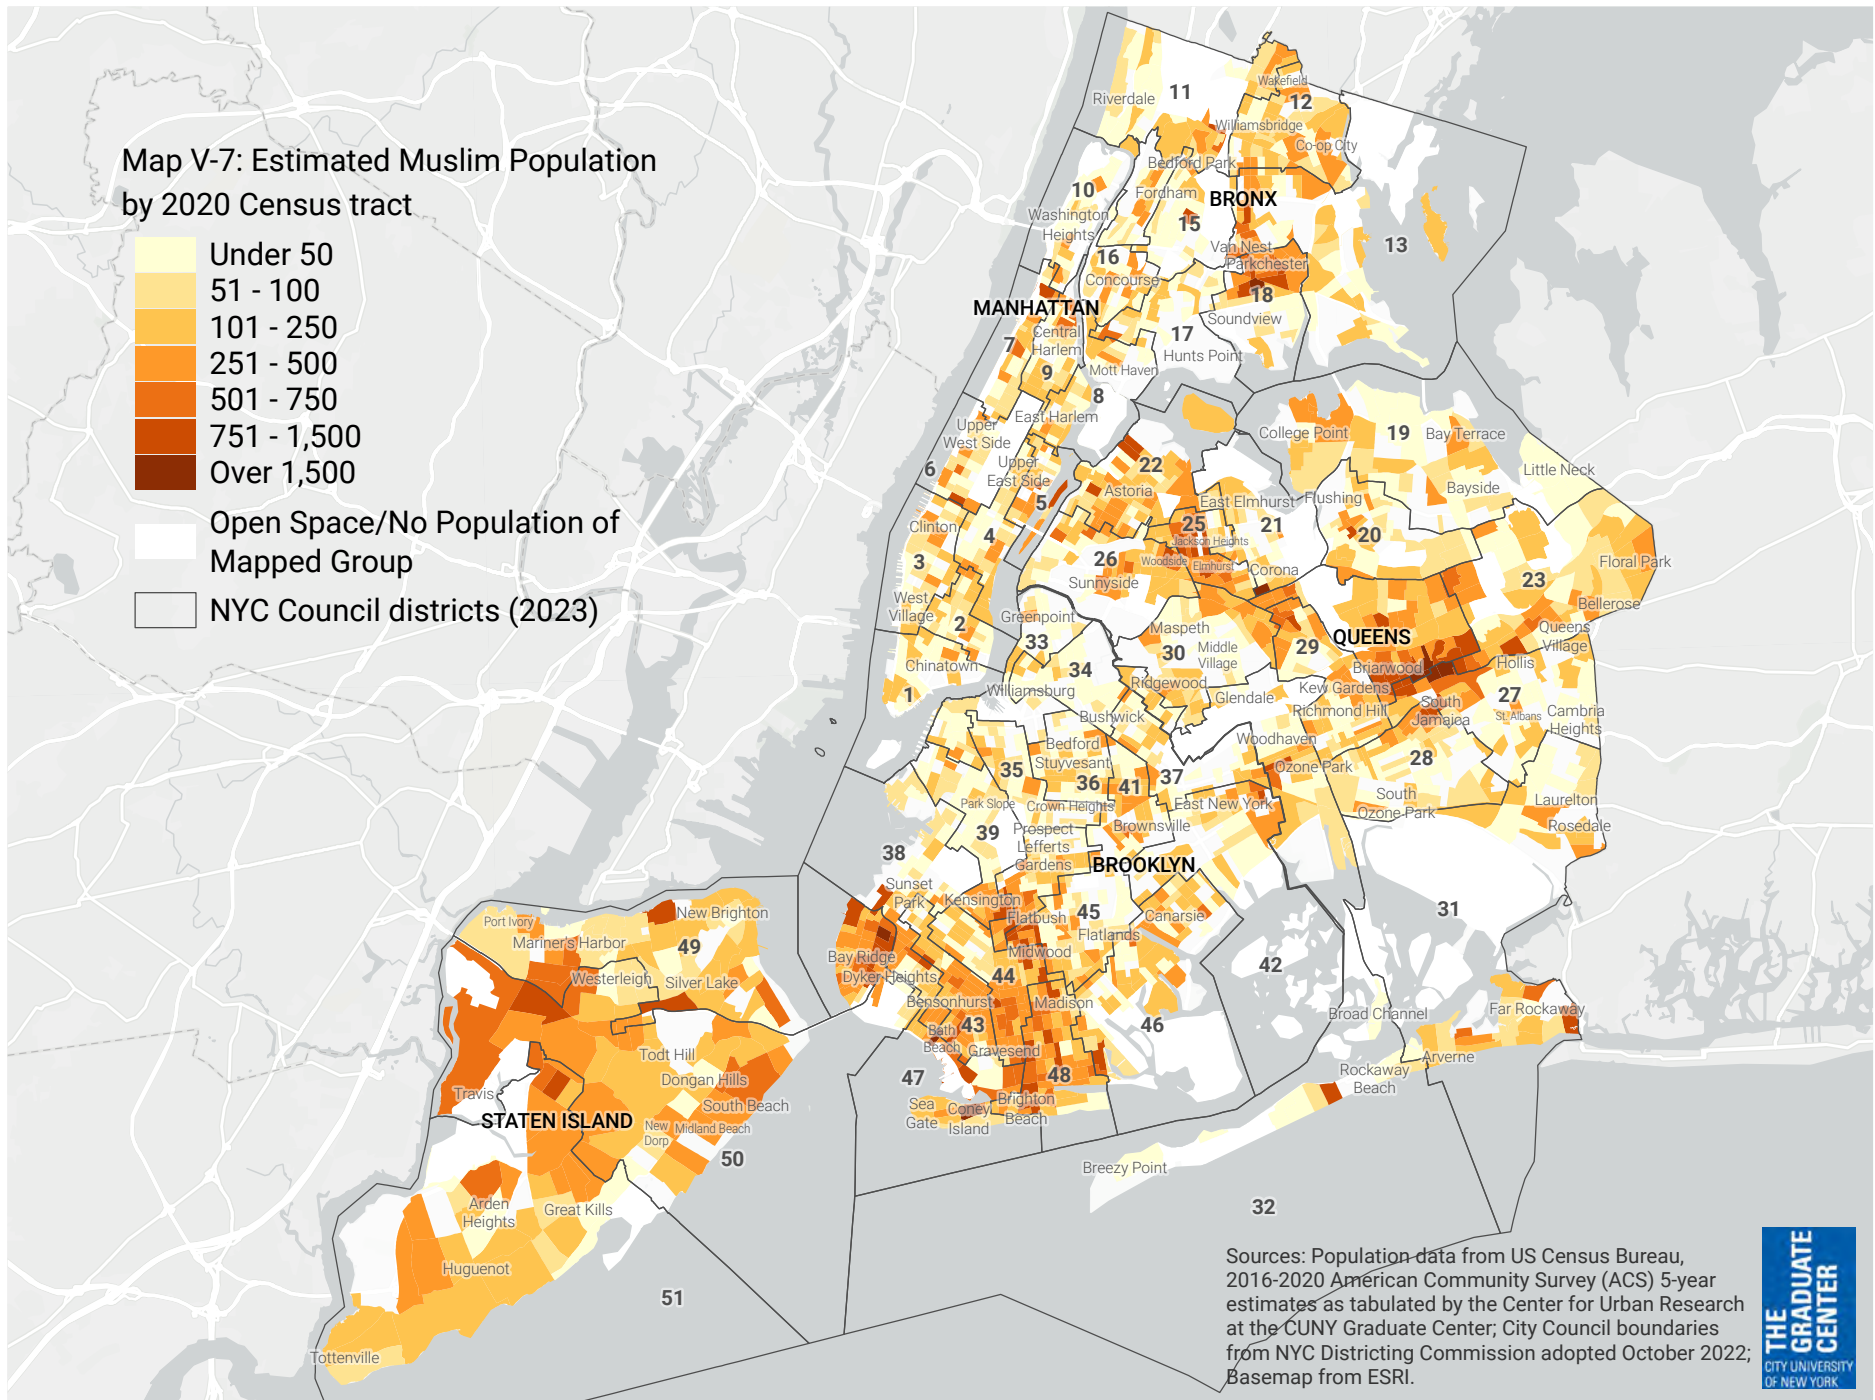 Map V-7: Estimated Muslim Population
by 2020 Census tract
Under 50
51 - 100
101 - 250
251 - 500
501 - 750
751 - 1,500
Over 1,500
Open Space/No Population of
Mapped Group
NYC Council districts (2023)
Wakefield
11
Riverdale
12
Williamsbridge
Co-op City
Bedford Park
10
Fordham
BRONX
Washington
Heights
15
13
Van Nest
16
Parkchester
Concourse
18
MANHATTAN
Soundview
Central
Harlem
17
7
Hunts Point
9
Mott Haven
8
East Harlem
Upper
West Side
College Point
19
Bay Terrace
6
Upper
East Side
22
Little Neck
Astoria
Bayside
5
East Elmhurst
Flushing
Clinton
25
21
4
20
Jackson Heights
3
26
Woodside
Elmhurst
Corona
Floral Park
Sunnyside
23
West
Village
Bellerose
2
Greenpoint
Maspeth
Queens
Village
33
QUEENS
30
Middle
Village
29
Chinatown
34
Briarwood
Hollis
1
Williamsburg
Ridgewood
Glendale
Kew Gardens
27
Richmond Hill
South
Jamaica
St. Albans
Cambria
Heights
Bushwick
Bedford
Stuyvesant
Woodhaven
28
35
36
41
37
Ozone Park
Park Slope
Crown Heights
East New York
South
Ozone Park
Laurelton
39
Prospect
Lefferts
Gardens
Brownsville
Rosedale
38
BROOKLYN
Sunset
Park
Kensington
31
Port Ivory
New Brighton
Flatbush
45
Canarsie
Mariner's Harbor
49
Flatlands
Bay Ridge
Midwood
42
Westerleigh
Silver Lake
Dyker Heights
44
Bensonhurst
Madison
Broad Channel
Far Rockaway
Bath
Beach
43
46
Todt Hill
Gravesend
Arverne
Travis
Dongan Hills
47
48
Rockaway
Beach
South Beach
Sea
Gate
Coney
Island
Brighton
Beach
STATEN ISLAND
New
Dorp
Midland Beach
50
Breezy Point
Arden
Heights
Great Kills
32
Huguenot
51
Tottenville
Sources: Population data from US Census Bureau,
2016-2020 American Community Survey (ACS) 5-year
estimates as tabulated by the Center for Urban Research
at the CUNY Graduate Center; City Council boundaries
from NYC Districting Commission adopted October 2022;
Basemap from ESRI.
THE
GRADUATE
CENTER
CITY UNIVERSITY
OF NEW YORK